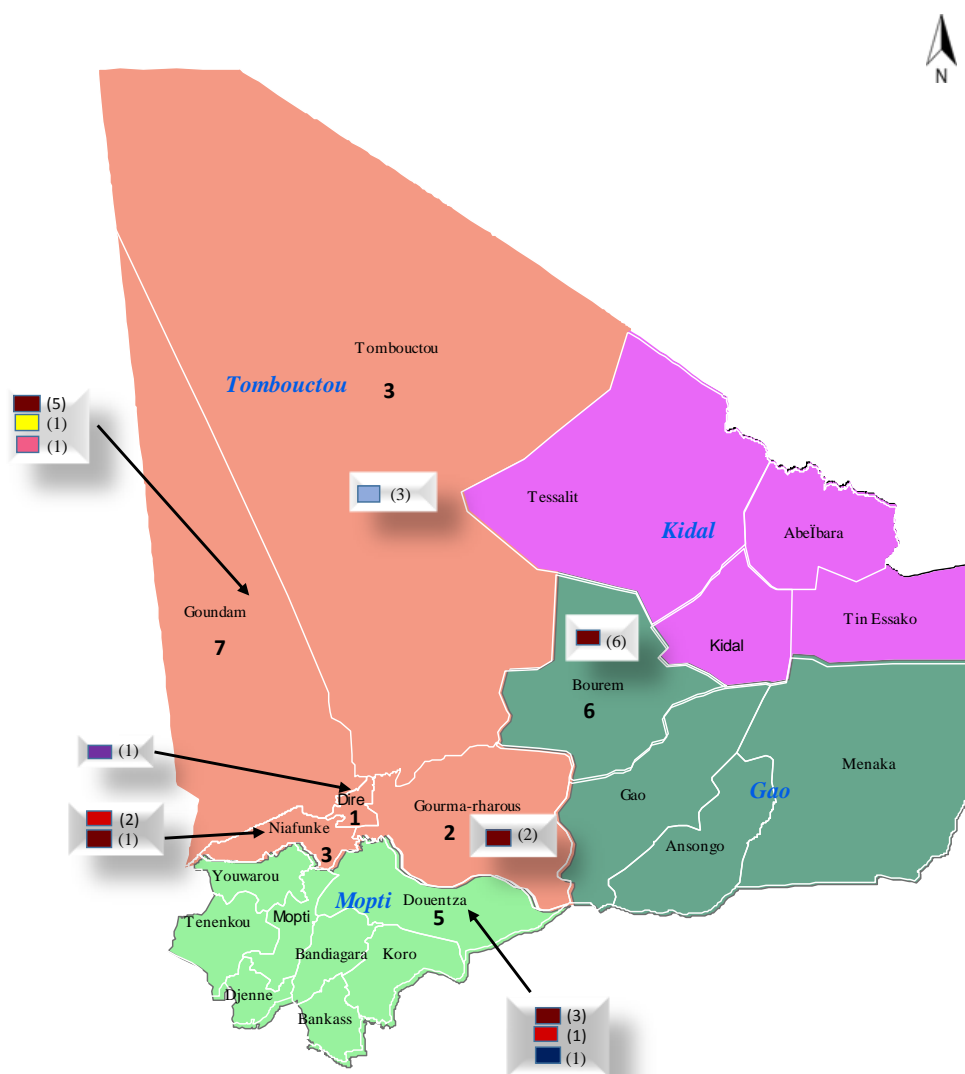 N
Tombouctou
Tombouctou
3
(5)
(1)
(1)
(3)
Tessalit
Kidal
AbeÏbara
Goundam
7
Tin Essako
Kidal
(6)
Bourem
6
(1)
Menaka
Dire
1
Gao
Gao
Gourma-rharous
2
(2)
(2)
(1)
Niafunke
3
Ansongo
Youwarou
Mopti
Douentza
5
Tenenkou
Mopti
Bandiagara
Koro
Djenne
Bankass
(3)
(1)
(1)